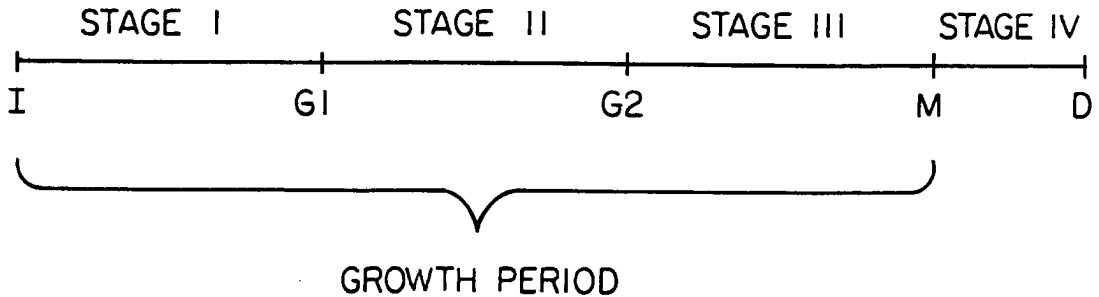 STAGE I STAGE II STAGE III STAGE IV
I G1 G2 M D
GROWTH PERIOD